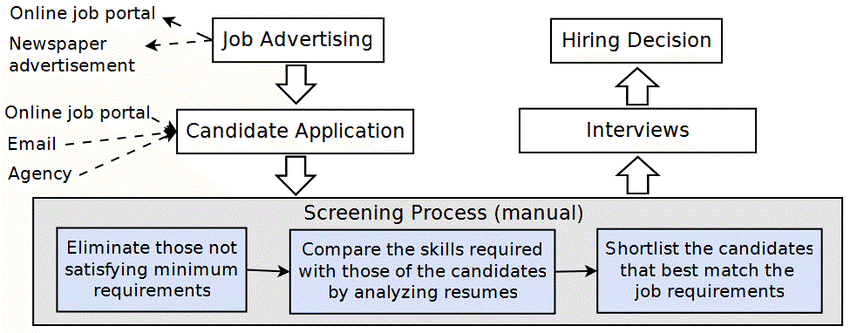 Online job portal
Newspaper
advertisement
Job Advertising
Online job portal
Email
Agency
Candidate Application
Screening Process (manual)
Eliminate those not
satisfying minimum
requirements
Compare the skills required
with those of the candidates
by analyzing resumes
Shortlist the candidates
that best match the
job requirements
Interviews
Hiring Decision